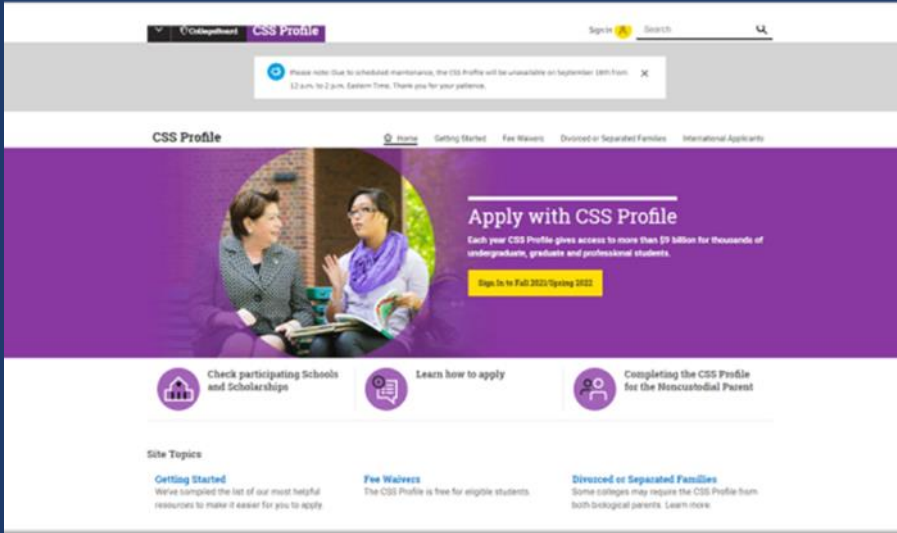 CollegeBoard CSS Profile
Sign In
Search
Please note: Due to scheduled maintenance, the CSS Profile will be unavailable on September 18th from
12 a.m. to 2 p.m. Eastern Time. Thank you for your patience.
CSS Profile
Home Getting Started Fee Waivers Divorced or Separated Families International Applicants
Apply with CSS Profile
Each year CSS Profile gives access to more than $9 billion for thousands of
undergraduate, graduate and professional students.
Sign In to Fall 2021/Spring 2022
Check participating Schools
and Scholarships
Learn how to apply
Completing the CSS Profile
for the Noncustodial Parent
Site Topics
Getting Started
We've compiled the list of our most helpful
resources to make it easier for you to apply
Fee Waivers
The CSS Profile is free for eligible students
Divorced or Separated Families
Some colleges may require the CSS Profile from
both biological parents. Learn more